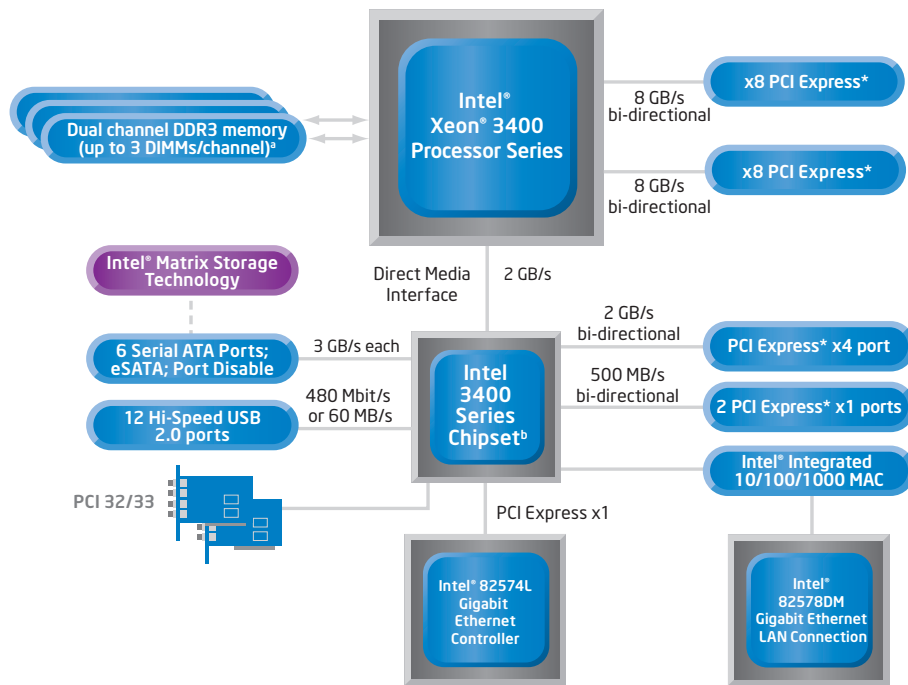 Intel®
Xeon® 3400
Processor Series
Dual channel DDR3 memory
(up to 3 DIMMs/channel)ᵃ
8 GB/s
bi-directional
x8 PCI Express*
8 GB/s
bi-directional
x8 PCI Express*
Direct Media
Interface
2 GB/s
Intel® Matrix Storage
Technology
6 Serial ATA Ports;
eSATA; Port Disable
3 GB/s each
12 Hi-Speed USB
2.0 ports
480 Mbit/s
or 60 MB/s
PCI 32/33
Intel
3400
Series
Chipsetᵇ
2 GB/s
bi-directional
PCI Express* x4 port
500 MB/s
bi-directional
2 PCI Express* x1 ports
Intel® Integrated
10/100/1000 MAC
PCI Express x1
Intel® 82574L
Gigabit
Ethernet
Controller
Intel®
82578DM
Gigabit Ethernet
LAN Connection